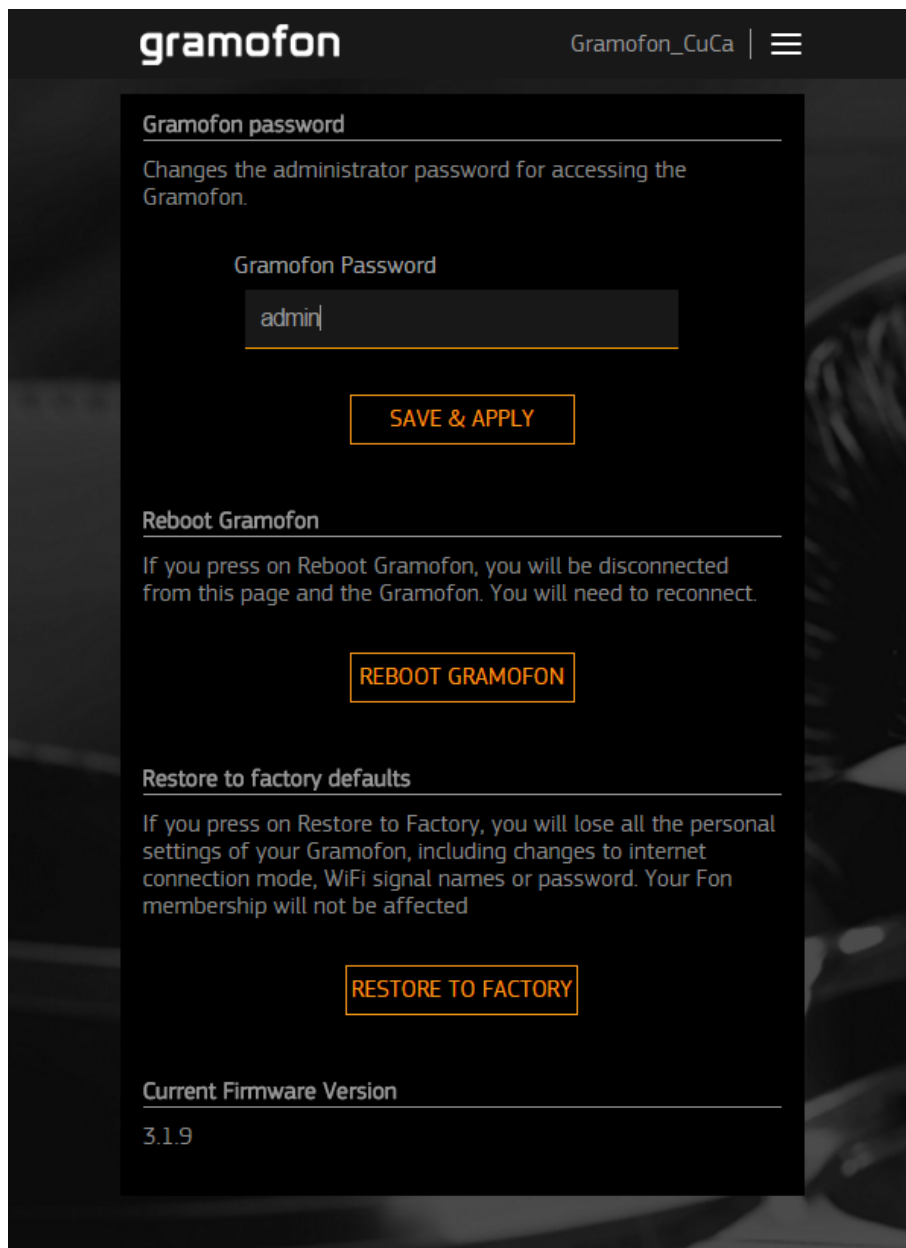 gramofon
Gramofon_CuCa
Gramofon password
Changes the administrator password for accessing the
Gramofon.
Gramofon Password
admin
SAVE & APPLY
Reboot Gramofon
If you press on Reboot Gramofon, you will be disconnected
from this page and the Gramofon. You will need to reconnect.
REBOOT GRAMOFON
Restore to factory defaults
If you press on Restore to Factory, you will lose all the personal
settings of your Gramofon, including changes to internet
connection mode, WiFi signal names or password. Your Fon
membership will not be affected
RESTORE TO FACTORY
Current Firmware Version
3.1.9